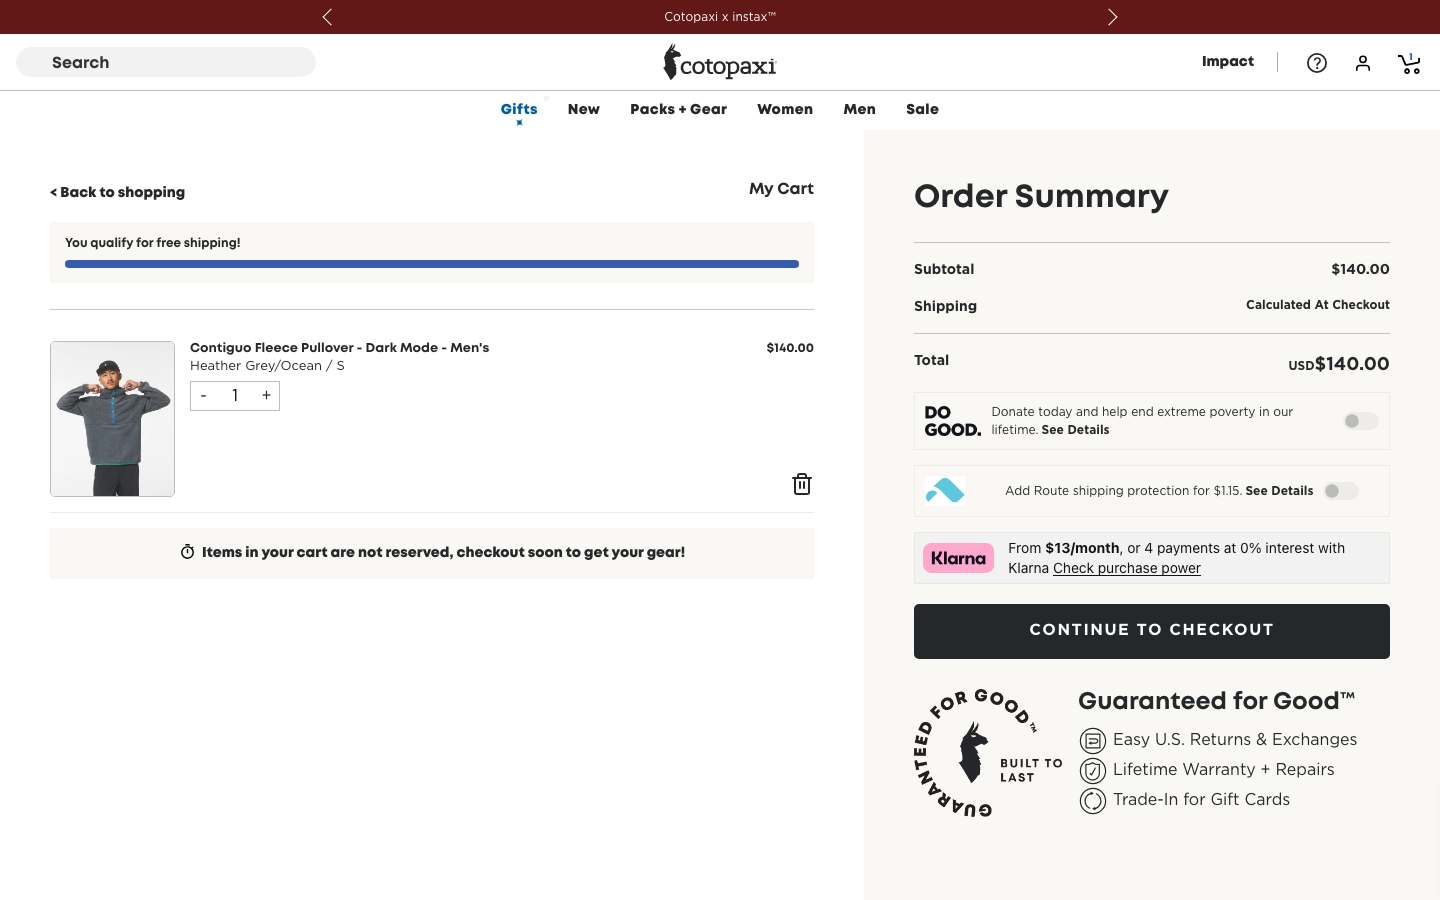 Cotopaxi x instax™
Search
cotopaxi
Impact
1
Gifts
New
Packs + Gear
Women
Men
Sale
< Back to shopping
My Cart
You qualify for free shipping!
Contiguo Fleece Pullover - Dark Mode - Men's
$140.00
Heather Grey/Ocean / S
- 1 +
Items in your cart are not reserved, checkout soon to get your gear!
Order Summary
Subtotal $140.00
Shipping Calculated At Checkout
Total USD$140.00
DO
GOOD.
Donate today and help end extreme poverty in our
lifetime. See Details
Add Route shipping protection for $1.15. See Details
Klarna
From $13/month, or 4 payments at 0% interest with
Klarna Check purchase power
CONTINUE TO CHECKOUT
GUARANTEED FOR GOOD™
BUILT TO
LAST
Guaranteed for Good™
Easy U.S. Returns & Exchanges
Lifetime Warranty + Repairs
Trade-In for Gift Cards